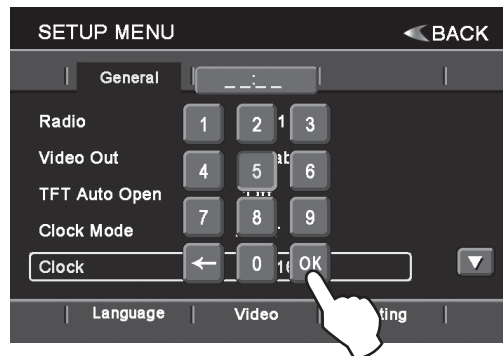 SETUP MENU BACK
General
_ _:_ _
Radio
1 2 3
Video Out
4 5 6
TFT Auto Open
Clock Mode
7 8 9
Clock
← 0 OK
Language Video